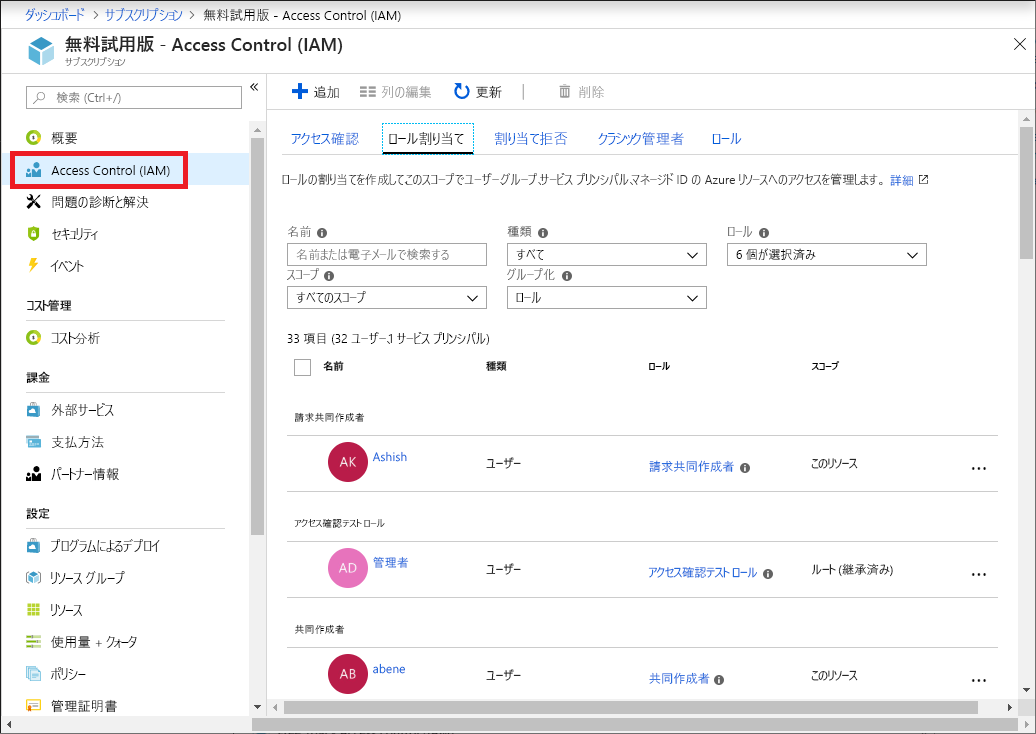 ダッシュボード > サブスクリプション > 無料試用版 - Access Control (IAM)
無料試用版 - Access Control (IAM)
サブスクリプション
検索 (Ctrl+/)
概要
Access Control (IAM)
問題の診断と解決
セキュリティ
イベント
コスト管理
コスト分析
課金
外部サービス
支払方法
パートナー情報
設定
プログラムによるデプロイ
リソース グループ
リソース
使用量 + クォータ
ポリシー
管理証明書
追加 列の編集 更新 削除
アクセス確認 ロール割り当て 割り当て拒否 クラシック管理者 ロール
ロールの割り当てを作成してこのスコープでユーザーグループ,サービス プリンシパル,マネージド ID の Azure リソースへのアクセスを管理します。 詳細
名前 種類 ロール
名前または電子メールで検索する すべて 6 個が選択済み
スコープ グループ化
すべてのスコープ ロール
33 項目 (32 ユーザー,1 サービス プリンシパル)
名前 種類 ロール スコープ
請求共同作成者
AK Ashish ユーザー 請求共同作成者 このリソース
アクセス確認テストロール
AD 管理者 ユーザー アクセス確認テストロール ルート (継承済み)
共同作成者
AB abene ユーザー 共同作成者 このリソース